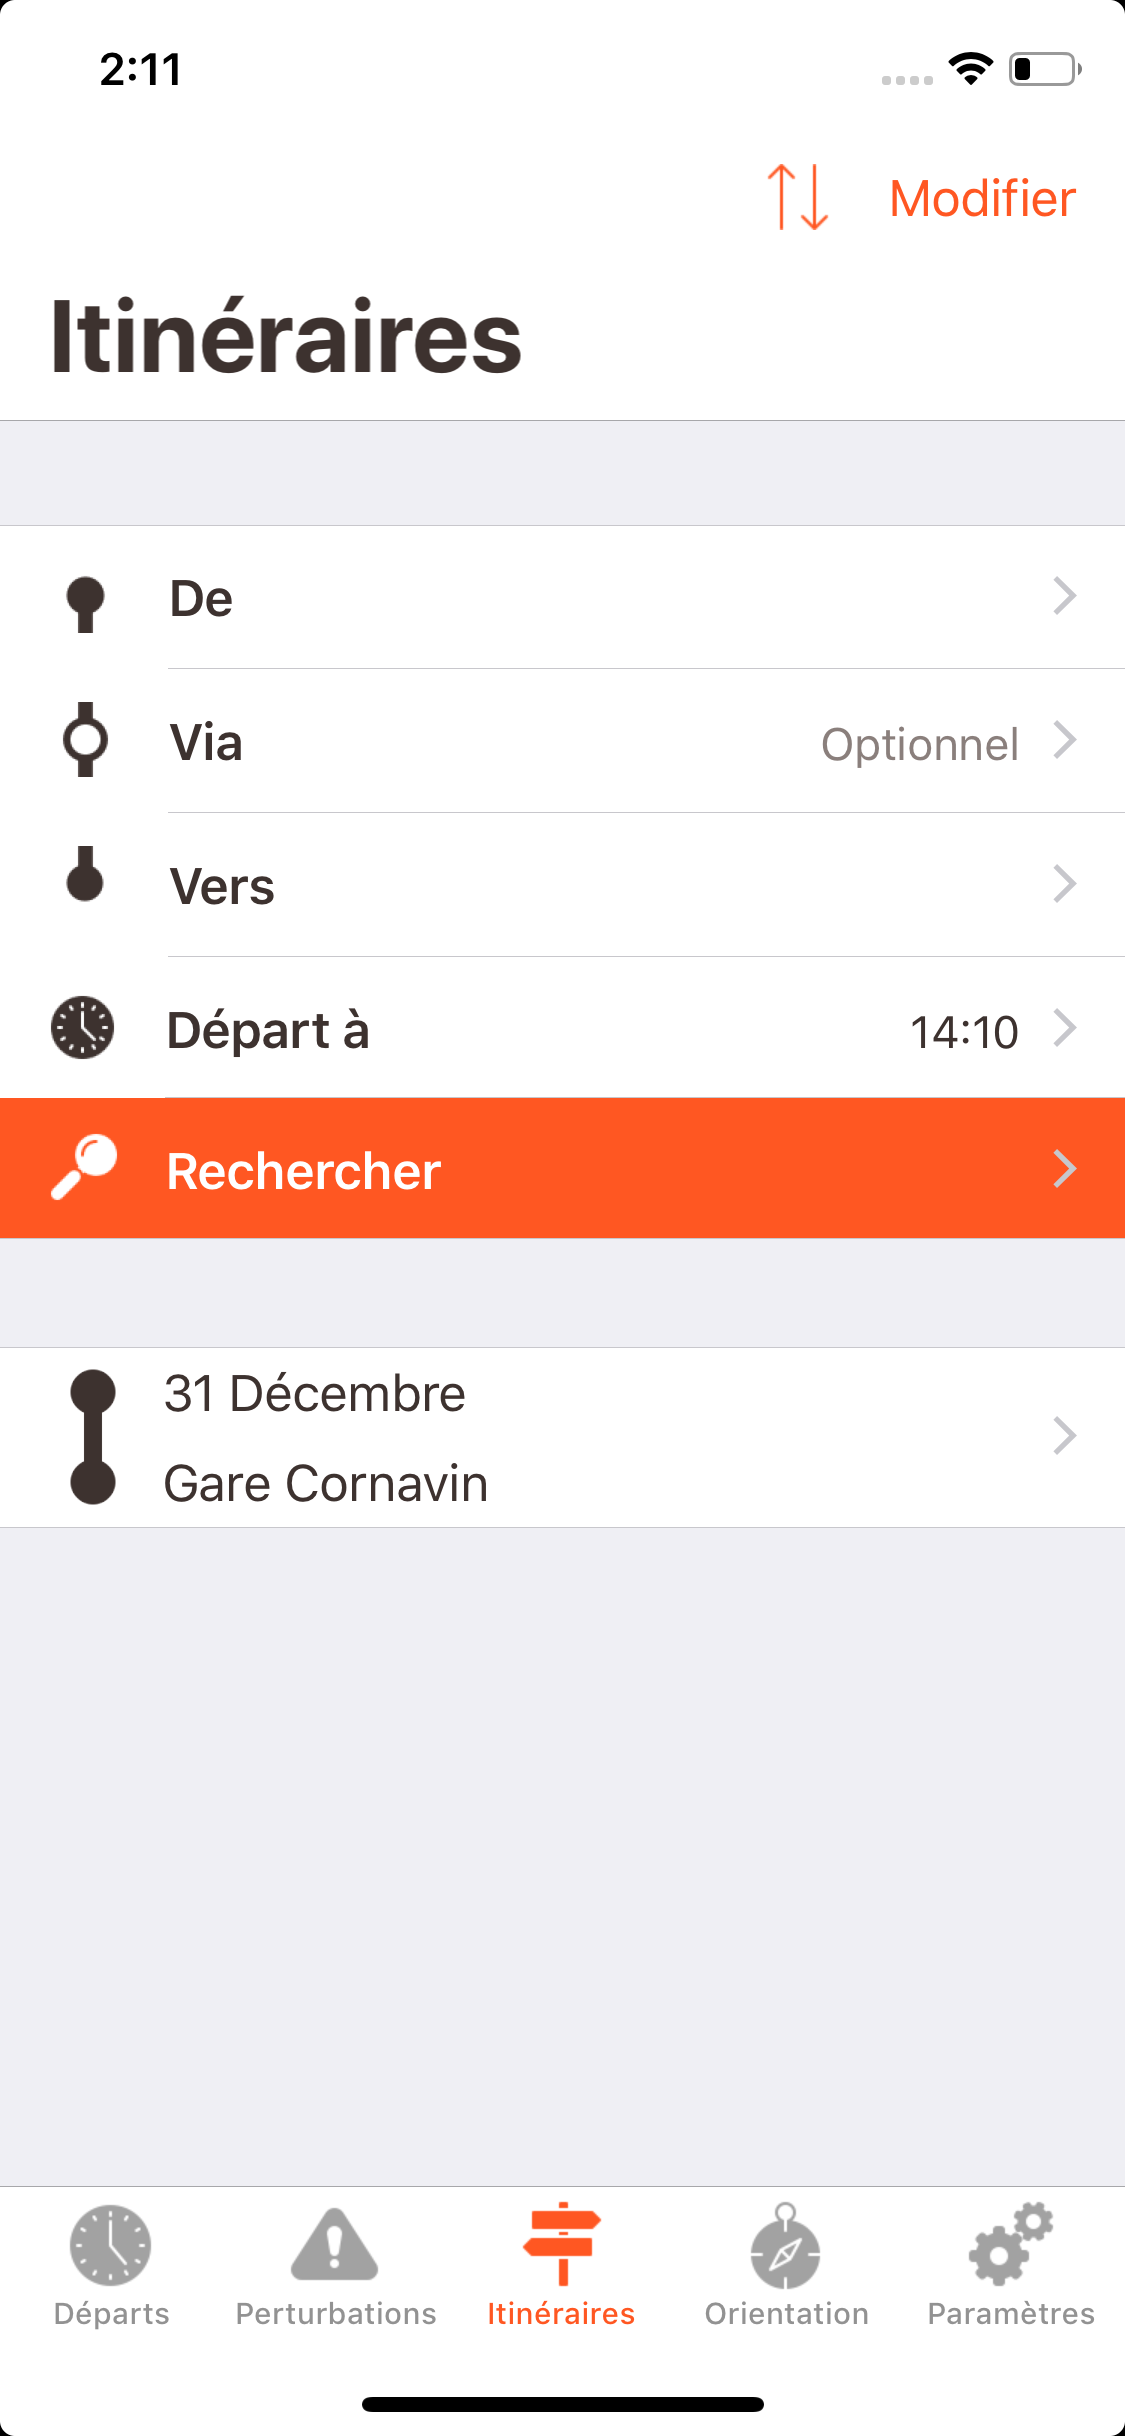 2:11
Modifier
Itinéraires
De
Via Optionnel
Vers
Départ à 14:10
Rechercher
31 Décembre
Gare Cornavin
Départs Perturbations Itinéraires Orientation Paramètres